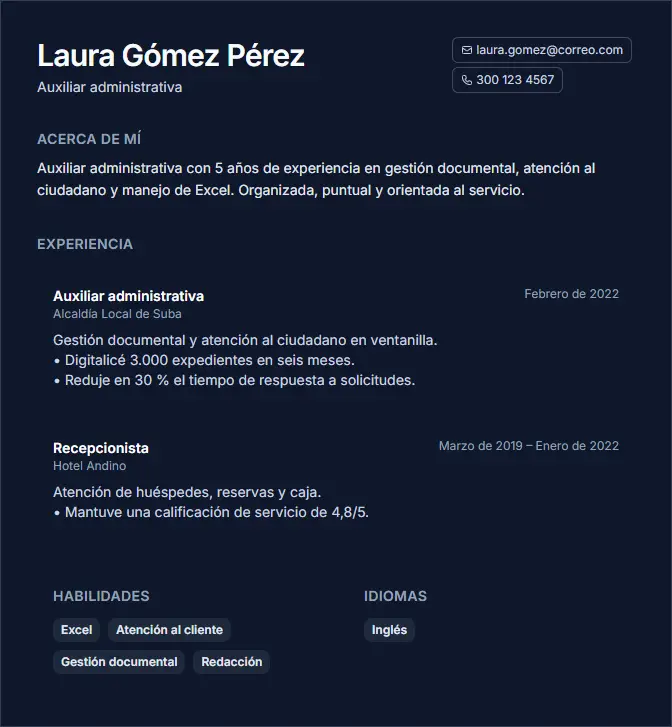 Laura Gómez Pérez
Auxiliar administrativa
laura.gomez@correo.com
300 123 4567
ACERCA DE MÍ
Auxiliar administrativa con 5 años de experiencia en gestión documental, atención al
ciudadano y manejo de Excel. Organizada, puntual y orientada al servicio.
EXPERIENCIA
Auxiliar administrativa
Febrero de 2022
Alcaldía Local de Suba
Gestión documental y atención al ciudadano en ventanilla.
• Digitalicé 3.000 expedientes en seis meses.
• Reduje en 30 % el tiempo de respuesta a solicitudes.
Recepcionista
Marzo de 2019 – Enero de 2022
Hotel Andino
Atención de huéspedes, reservas y caja.
• Mantuve una calificación de servicio de 4,8/5.
HABILIDADES
Excel
Atención al cliente
Gestión documental
Redacción
IDIOMAS
Inglés